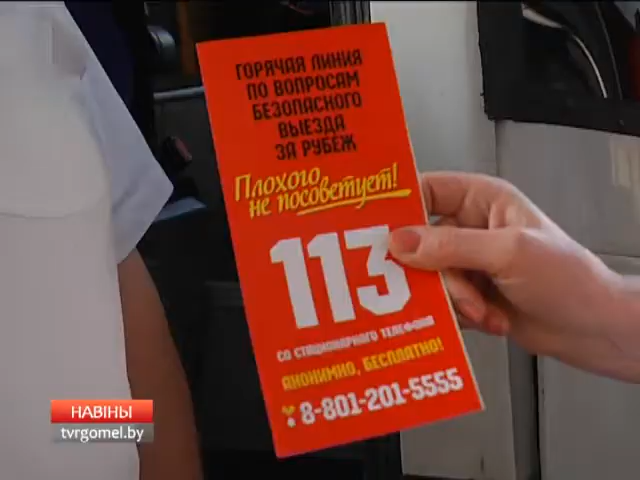 ГОРЯЧАЯ ЛИНИЯ
ПО ВОПРОСАМ
БЕЗОПАСНОГО
ВЫЕЗДА
ЗА РУБЕЖ
Плохого
не посоветует!
113
СО СТАЦИОНАРНОГО ТЕЛЕФОНА
АНОНИМНО, БЕСПЛАТНО!
8-801-201-5555
НАВІНЫ
tvrgomel.by